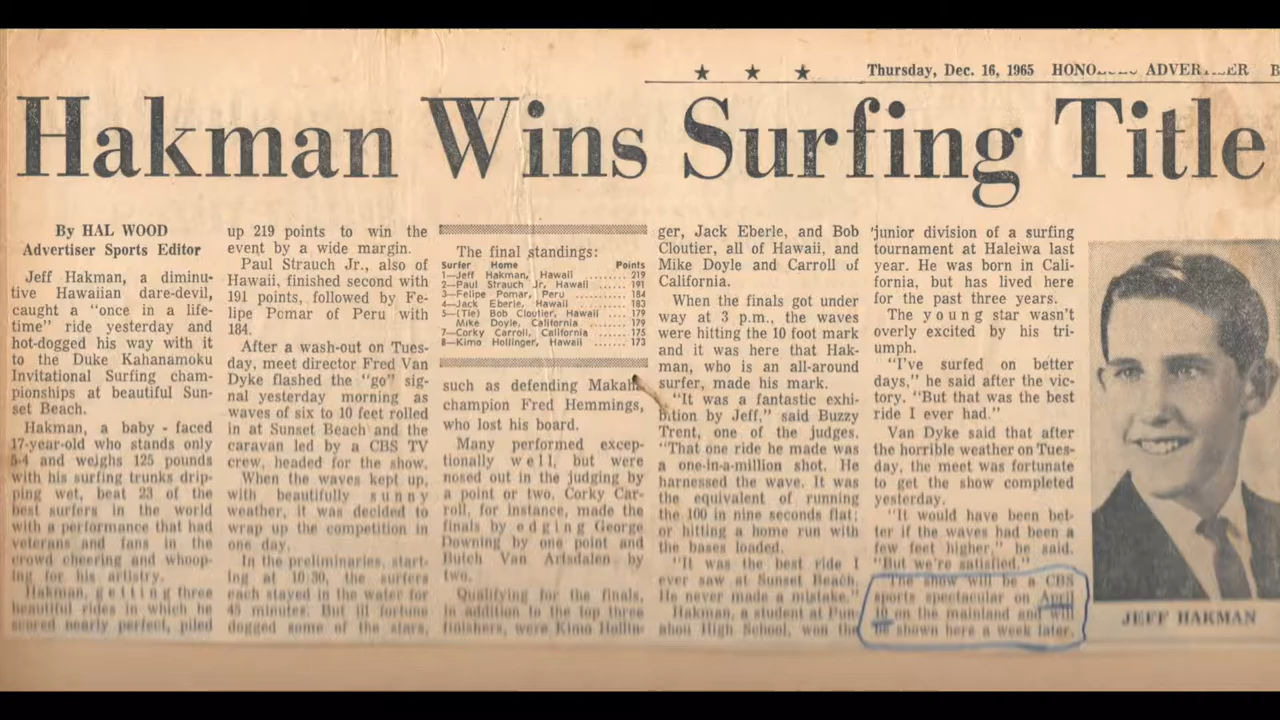 Thursday, Dec. 16, 1965 HONO ADVER ER B
Hakman Wins Surfing Title
By HAL WOOD
Advertiser Sports Editor
Jeff Hakman, a diminu-
tive Hawaiian dare-devil,
caught a "once in a life-
time" ride yesterday and
hot-dogged his way with it
to the Duke Kahanamoku
Invitational Surfing cham-
pionships at beautiful Sun-
set Beach.
Hakman, a baby - faced
17-year-old who stands only
5-4 and weighs 125 pounds
with his surfing trunks drip-
ping wet, beat 23 of the
best surfers in the world
with a performance that had
veterans and fans in the
crowd cheering and whoop-
ing for his artistry.
Hakman, getting three
beautiful rides in which he
scored nearly perfect, piled
up 219 points to win the
event by a wide margin.
Paul Strauch Jr., also of
Hawaii, finished second with
191 points, followed by Fe-
lipe Pomar of Peru with
184.
After a wash-out on Tues-
day, meet director Fred Van
Dyke flashed the "go" sig-
nal yesterday morning as
waves of six to 10 feet rolled
in at Sunset Beach and the
caravan led by a CBS TV
crew, headed for the show.
When the waves kept up,
with beautifully sunny
weather, it was decided to
wrap up the competition in
one day.
In the preliminaries, start-
ing at 10:30, the surfers
each stayed in the water for
45 minutes. But ill fortune
dogged some of the stars,
The final standings:
Surfer Home Points
1—Jeff Hakman, Hawaii ........ 219
2—Paul Strauch Jr, Hawaii ..... 191
3—Felipe Pomar, Peru ........ 184
4—Jack Eberle, Hawaii ....... 183
5—(Tie) Bob Cloutier, Hawaii .. 179
Mike Doyle, California ..... 179
7—Corky Carroll, California .... 175
8—Kimo Hollinger, Hawaii ...... 173
such as defending Makaha
champion Fred Hemmings,
who lost his board.
Many performed excep-
tionally well, but were
nosed out in the judging by
a point or two. Corky Car-
roll, for instance, made the
finals by edging George
Downing by one point and
Butch Van Artsdalen by
two.
Qualifying for the finals,
in addition to the top three
finishers, were Kimo Hollin-
ger, Jack Eberle, and Bob
Cloutier, all of Hawaii, and
Mike Doyle and Carroll of
California.
When the finals got under
way at 3 p.m., the waves
were hitting the 10 foot mark
and it was here that Hak-
man, who is an all-around
surfer, made his mark.
"It was a fantastic exhi-
bition by Jeff," said Buzzy
Trent, one of the judges.
"That one ride he made was
a one-in-a-million shot. He
harnessed the wave. It was
the equivalent of running
the 100 in nine seconds flat;
or hitting a home run with
the bases loaded.
"It was the best ride I
ever saw at Sunset Beach.
He never made a mistake."
Hakman, a student at Pun-
ahou High School, won the
junior division of a surfing
tournament at Haleiwa last
year. He was born in Cali-
fornia, but has lived here
for the past three years.
The young star wasn't
overly excited by his tri-
umph.
"I've surfed on better
days," he said after the vic-
tory. "But that was the best
ride I ever had."
Van Dyke said that after
the horrible weather on Tues-
day, the meet was fortunate
to get the show completed
yesterday.
"It would have been bet-
ter if the waves had been a
few feet higher," he said.
"But we're satisfied."
The show will be a CBS
sports spectacular on April
10 on the mainland and will
be shown here a week later.
JEFF HAKMAN